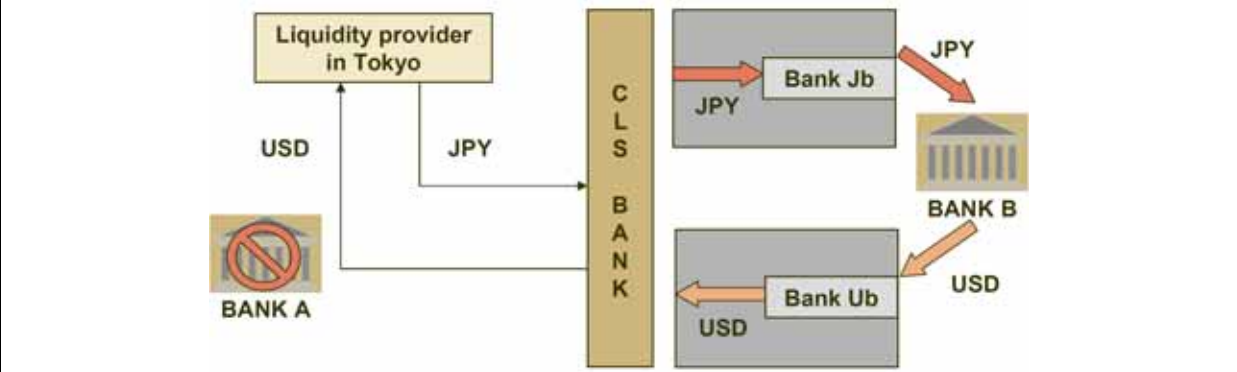 Liquidity provider
in Tokyo
USD
JPY
BANK A
C
L
S
B
A
N
K
JPY
Bank Jb
JPY
BANK B
USD
Bank Ub
USD